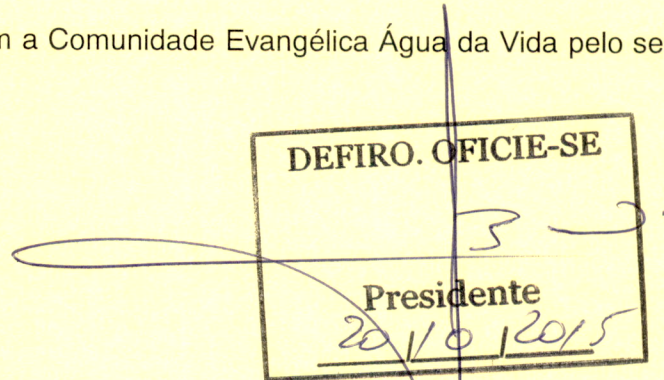 a Comunidade Evangélica Água da Vida pelo se
DEFIRO. OFICIE-SE
Presidente
20/10/2015